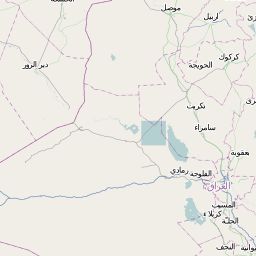 موصل
اربيل
كركوك
الحويجة
دير الزور
تكريت
سامراء
بعقوبة
رمادي
الفلوجة
العراق
المسيب
كربلاء
الحلة
النجف